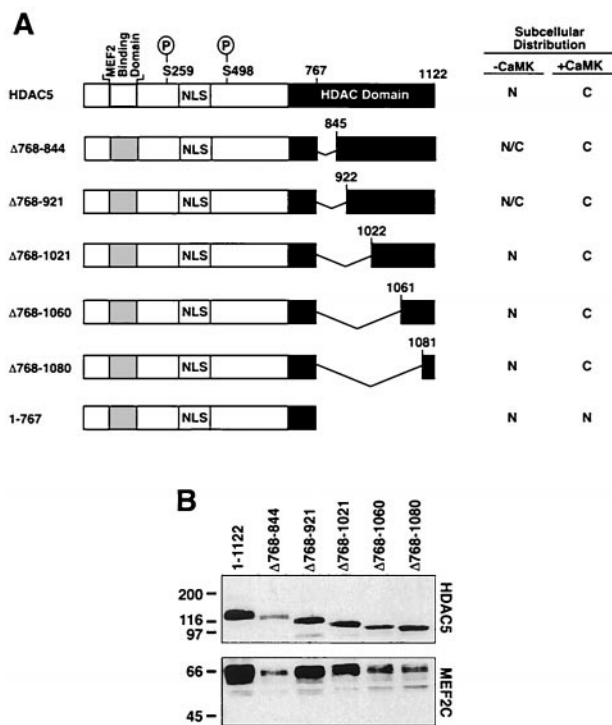 A
MEF2
Binding
Domain
P
P
S259
S498
767
1122
Subcellular
Distribution
-CaMK
+CaMK
HDAC5
NLS
HDAC Domain
N
C
845
Δ768-844
NLS
N/C
C
922
Δ768-921
NLS
N/C
C
1022
Δ768-1021
NLS
N
C
1061
Δ768-1060
NLS
N
C
1081
Δ768-1080
NLS
N
C
1-767
NLS
N
N
B
1-1122
Δ768-844
Δ768-921
Δ768-1021
Δ768-1060
Δ768-1080
200
116
97
HDAC5
66
45
MEF2C